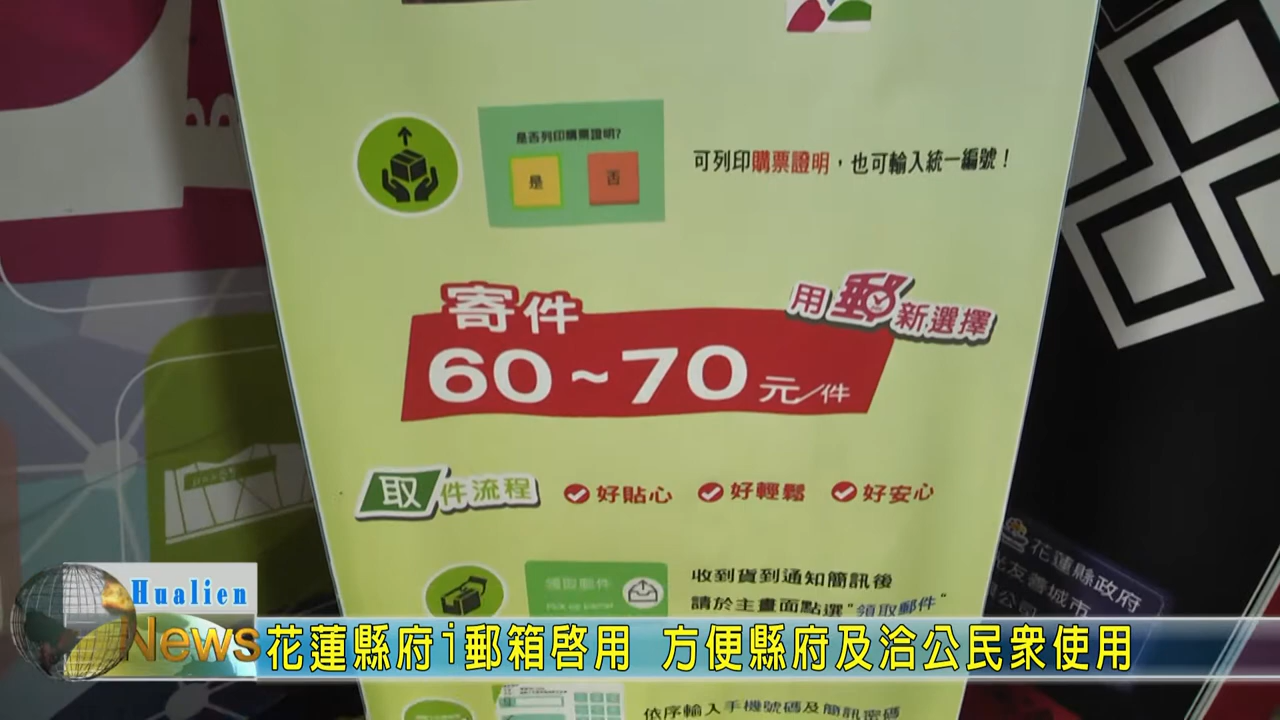 是否列印購票證明?
是 否
可列印購票證明，也可輸入統一編號！
寄件
用郵新選擇
60~70元/件
取件流程 好貼心 好輕鬆 好安心
領取郵件
收到貨到通知簡訊後
請於主畫面點選"領取郵件"
依序輸入手機號碼及簡訊密碼
花蓮縣政府
光友善城市
Hualien
News
花蓮縣府i郵箱啓用 方便縣府及洽公民眾使用